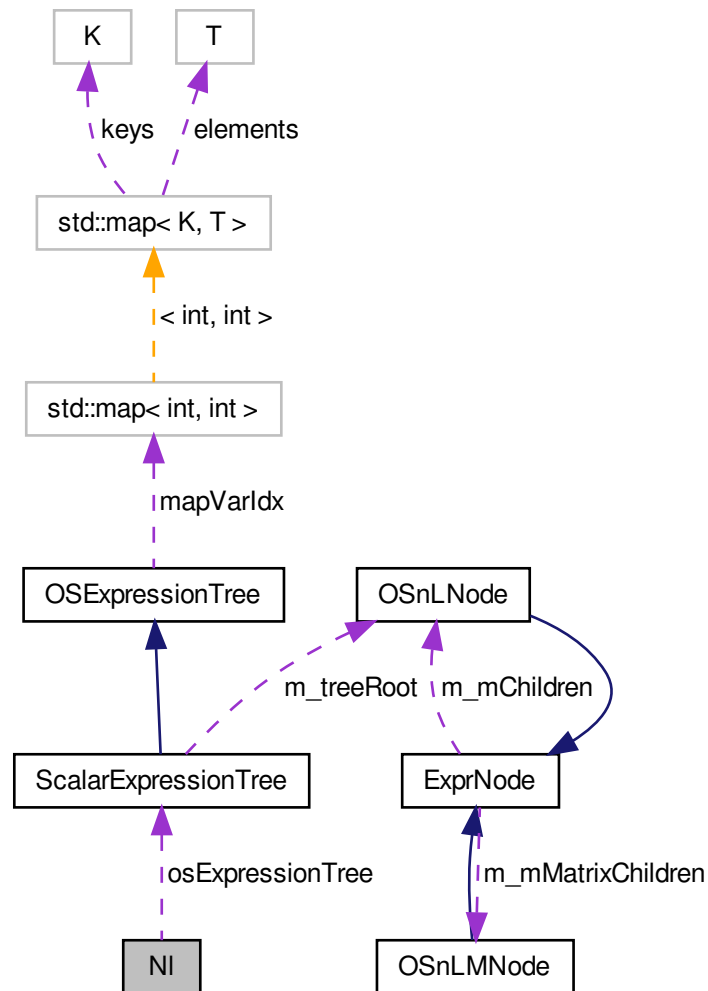 K
T
keys
elements
std::map< K, T >
< int, int >
std::map< int, int >
mapVarIdx
OSExpressionTree
OSnLNode
m_treeRoot
m_mChildren
ScalarExpressionTree
ExprNode
osExpressionTree
m_mMatrixChildren
Nl
OSnLMNode